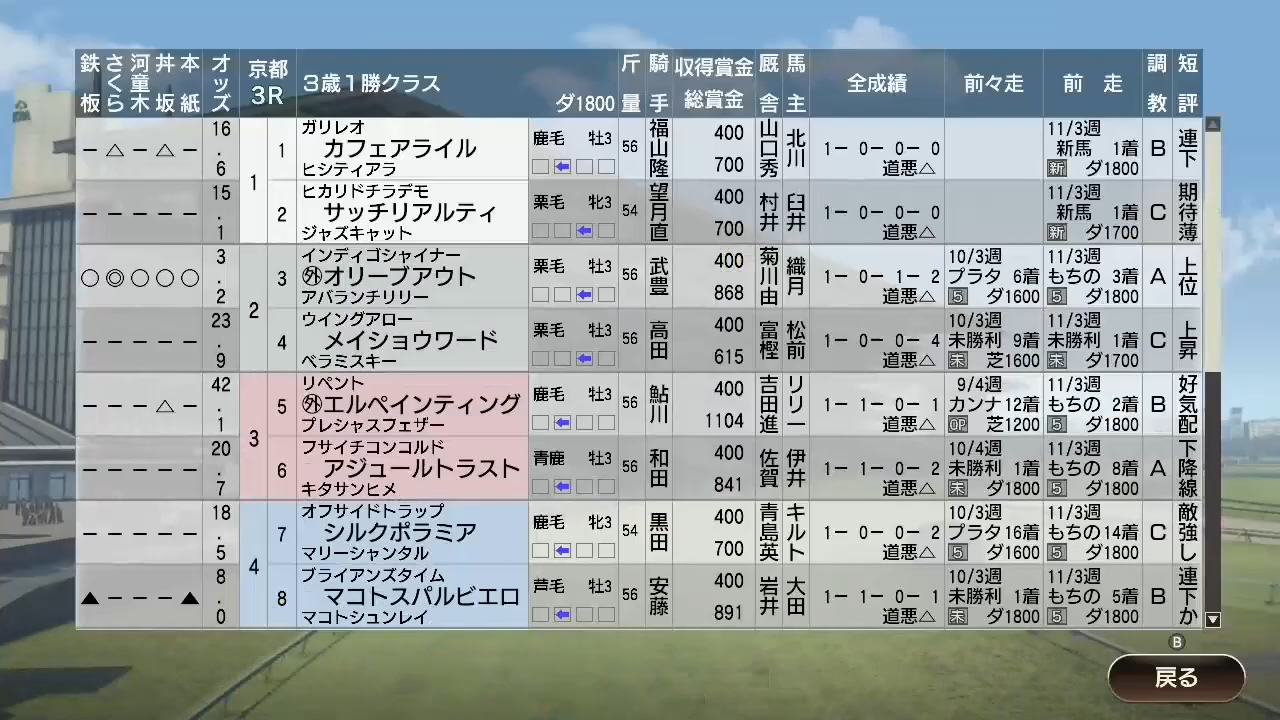 鉄板 さくら 河童木 丼坂 本紙 オッズ 京都3R 3歳1勝クラス ダ1800 斤量 騎手 収得賞金 総賞金 厩舎 馬主 全成績 前々走 前走 調教 短評
－△－△－ 16.6 1 1 ガリレオ カフェアライル ヒシティアラ 鹿毛 牡3 56 福山隆 400 700 山口秀 北川 1－0－0－0 道悪△ 11/3週 新馬 1着 新 ダ1800 B 連下
－－－－－ 15.1 2 ヒカリドチラデモ サッチリアルティ ジャズキャット 栗毛 牝3 54 望月直 400 700 村井 臼井 1－0－0－0 道悪△ 11/3週 新馬 1着 新 ダ1700 C 期待薄
○◎○○○ 3.2 2 3 インディゴシャイナー 外オリーブアウト アバランチリリー 栗毛 牡3 56 武豊 400 868 菊川由 織月 1－0－1－2 道悪△ 10/3週 プラタ 6着 5 ダ1600 11/3週 もちの 3着 5 ダ1800 A 上位
－－－－－ 23.9 4 ウイングアロー メイショウワード ベラミスキー 栗毛 牡3 56 高田 400 615 富樫 松前 1－0－0－4 道悪△ 10/3週 未勝利 9着 未 芝1600 11/3週 未勝利 1着 未 ダ1700 C 上昇
－－－△－ 42.1 3 5 リペント 外エルペインティング プレシャスフェザー 鹿毛 牡3 56 鮎川 400 1104 吉田進 リリー 1－1－0－1 道悪△ 9/4週 カンナ 12着 OP 芝1200 11/3週 もちの 2着 5 ダ1800 B 好気配
－－－－－ 20.7 6 フサイチコンコルド アジュールトラスト キタサンヒメ 青鹿 牡3 56 和田 400 841 佐賀 伊井 1－1－0－2 道悪△ 10/4週 未勝利 1着 未 ダ1800 11/3週 もちの 8着 5 ダ1800 A 下降線
－－－－－ 18.5 4 7 オフサイドトラップ シルクポラミア マリーシャンタル 鹿毛 牝3 54 黒田 400 700 青島英 キルト 1－0－0－2 道悪△ 10/3週 プラタ 16着 5 ダ1600 11/3週 もちの 14着 5 ダ1800 C 敵強し
▲－－－▲ 8.0 8 ブライアンズタイム マコトスパルビエロ マコトシュンレイ 芦毛 牡3 56 安藤 400 891 岩井 大田 1－1－0－1 道悪△ 10/3週 未勝利 1着 未 ダ1800 11/3週 もちの 5着 5 ダ1800 B 連下か
B
戻る